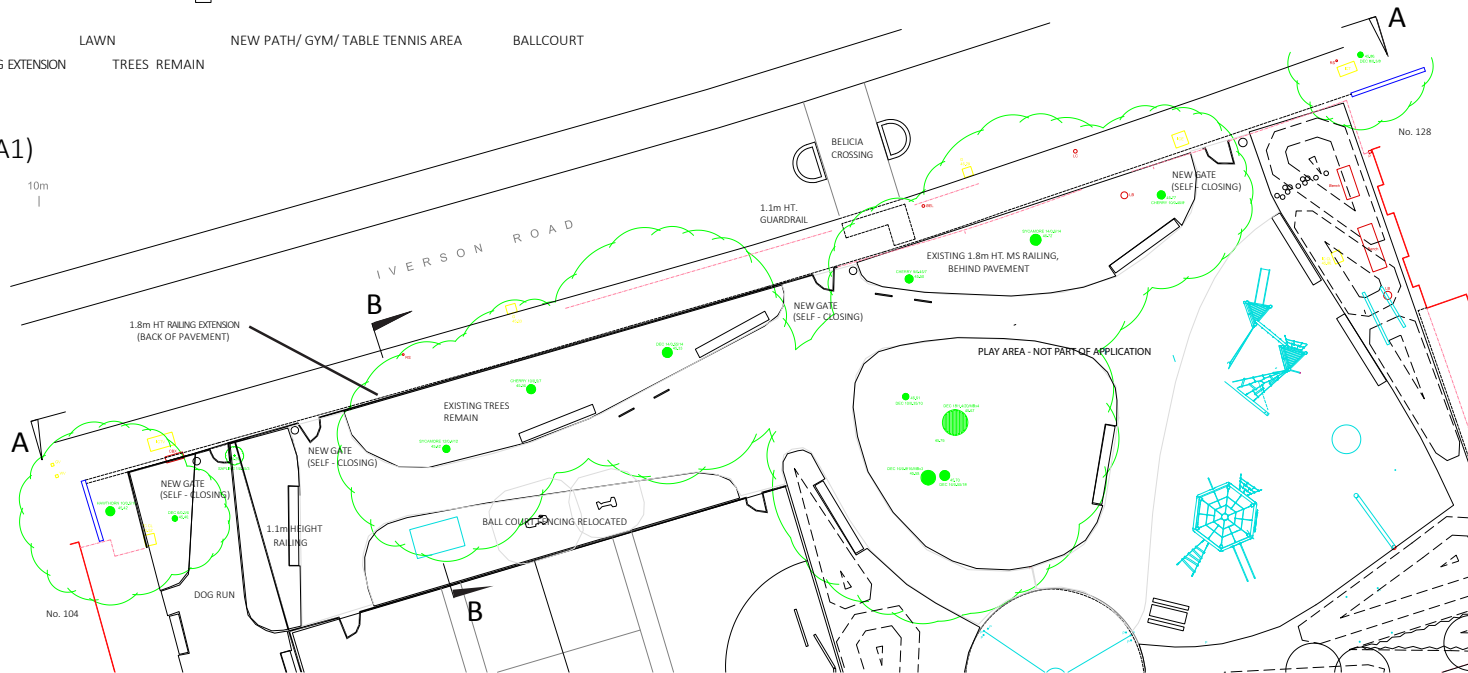 LAWN
NEW PATH/ GYM/ TABLE TENNIS AREA
BALLCOURT
G EXTENSION
TREES REMAIN
A1)
10m
A
No. 128
BELICIA
CROSSING
NEW GATE
(SELF - CLOSING)
1.1m HT.
GUARDRAIL
IVERSON ROAD
EXISTING 1.8m HT. MS RAILING,
BEHIND PAVEMENT
B
NEW GATE
(SELF - CLOSING)
1.8m HT RAILING EXTENSION
(BACK OF PAVEMENT)
PLAY AREA - NOT PART OF APPLICATION
EXISTING TREES
REMAIN
A
NEW GATE
(SELF - CLOSING)
NEW GATE
(SELF - CLOSING)
1.1m HEIGHT
RAILING
BALL COURT FENCING RELOCATED
DOG RUN
No. 104
B